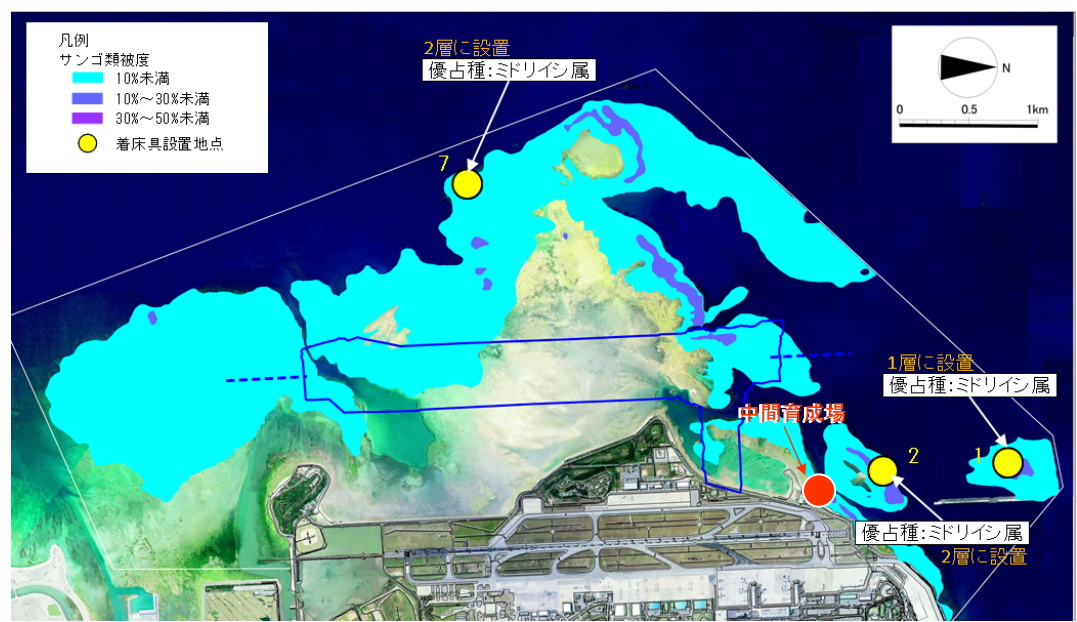 凡例
サンゴ類被度
10%未満
10%～30%未満
30%～50%未満
着床具設置地点
2層に設置
優占種:ミドリイシ属
7
N
0 0.5 1km
1層に設置
優占種:ミドリイシ属
中間育成場
2
1
優占種:ミドリイシ属
2層に設置